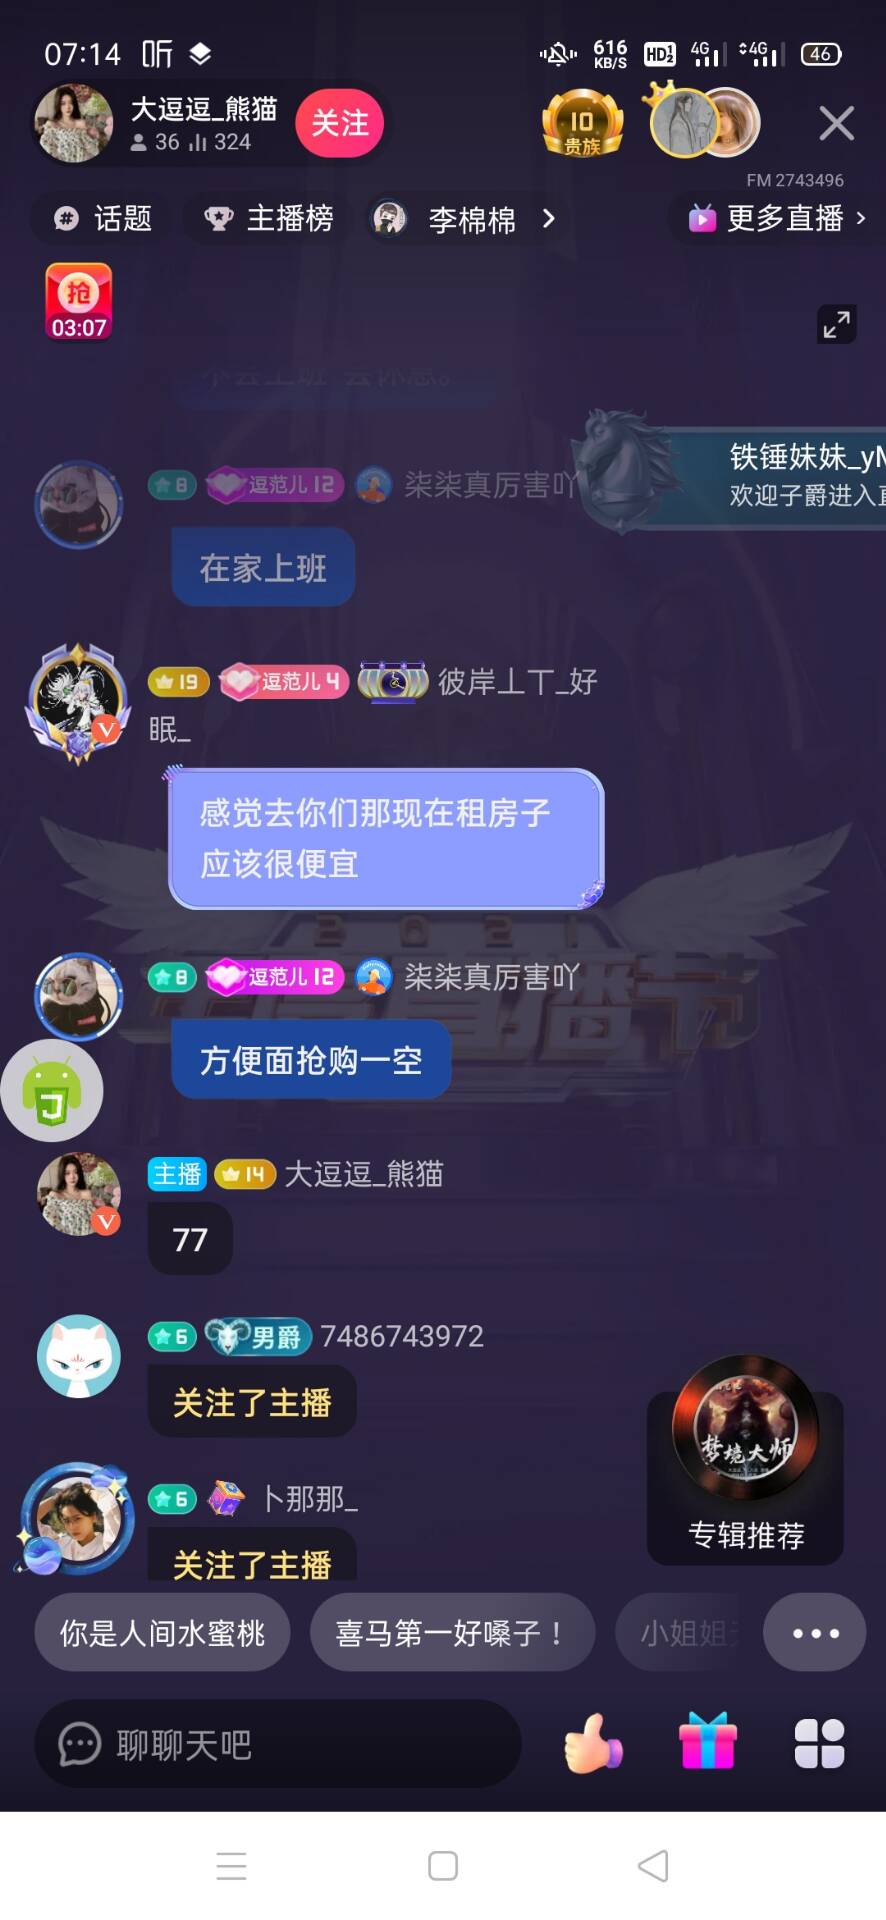 07:14 听
616
KB/S
HD
4G
4G
46
大逗逗_熊猫
36 324
关注
10
贵族
FM 2743496
话题
主播榜
李棉棉
更多直播
抢
03:07
不去上班 去休息。
铁锤妹妹_yN
欢迎子爵进入直
8 逗范儿 12 柒柒真厉害吖
在家上班
19 逗范儿 4 彼岸丄丅_好
眠_
感觉去你们那现在租房子
应该很便宜
2021
8 逗范儿 12 柒柒真厉害吖
方便面抢购一空
主播 14 大逗逗_熊猫
77
6 男爵 7486743972
关注了主播
6 卜那那_
关注了主播
梦境大师
专辑推荐
你是人间水蜜桃
喜马第一好嗓子！
小姐姐
聊聊天吧